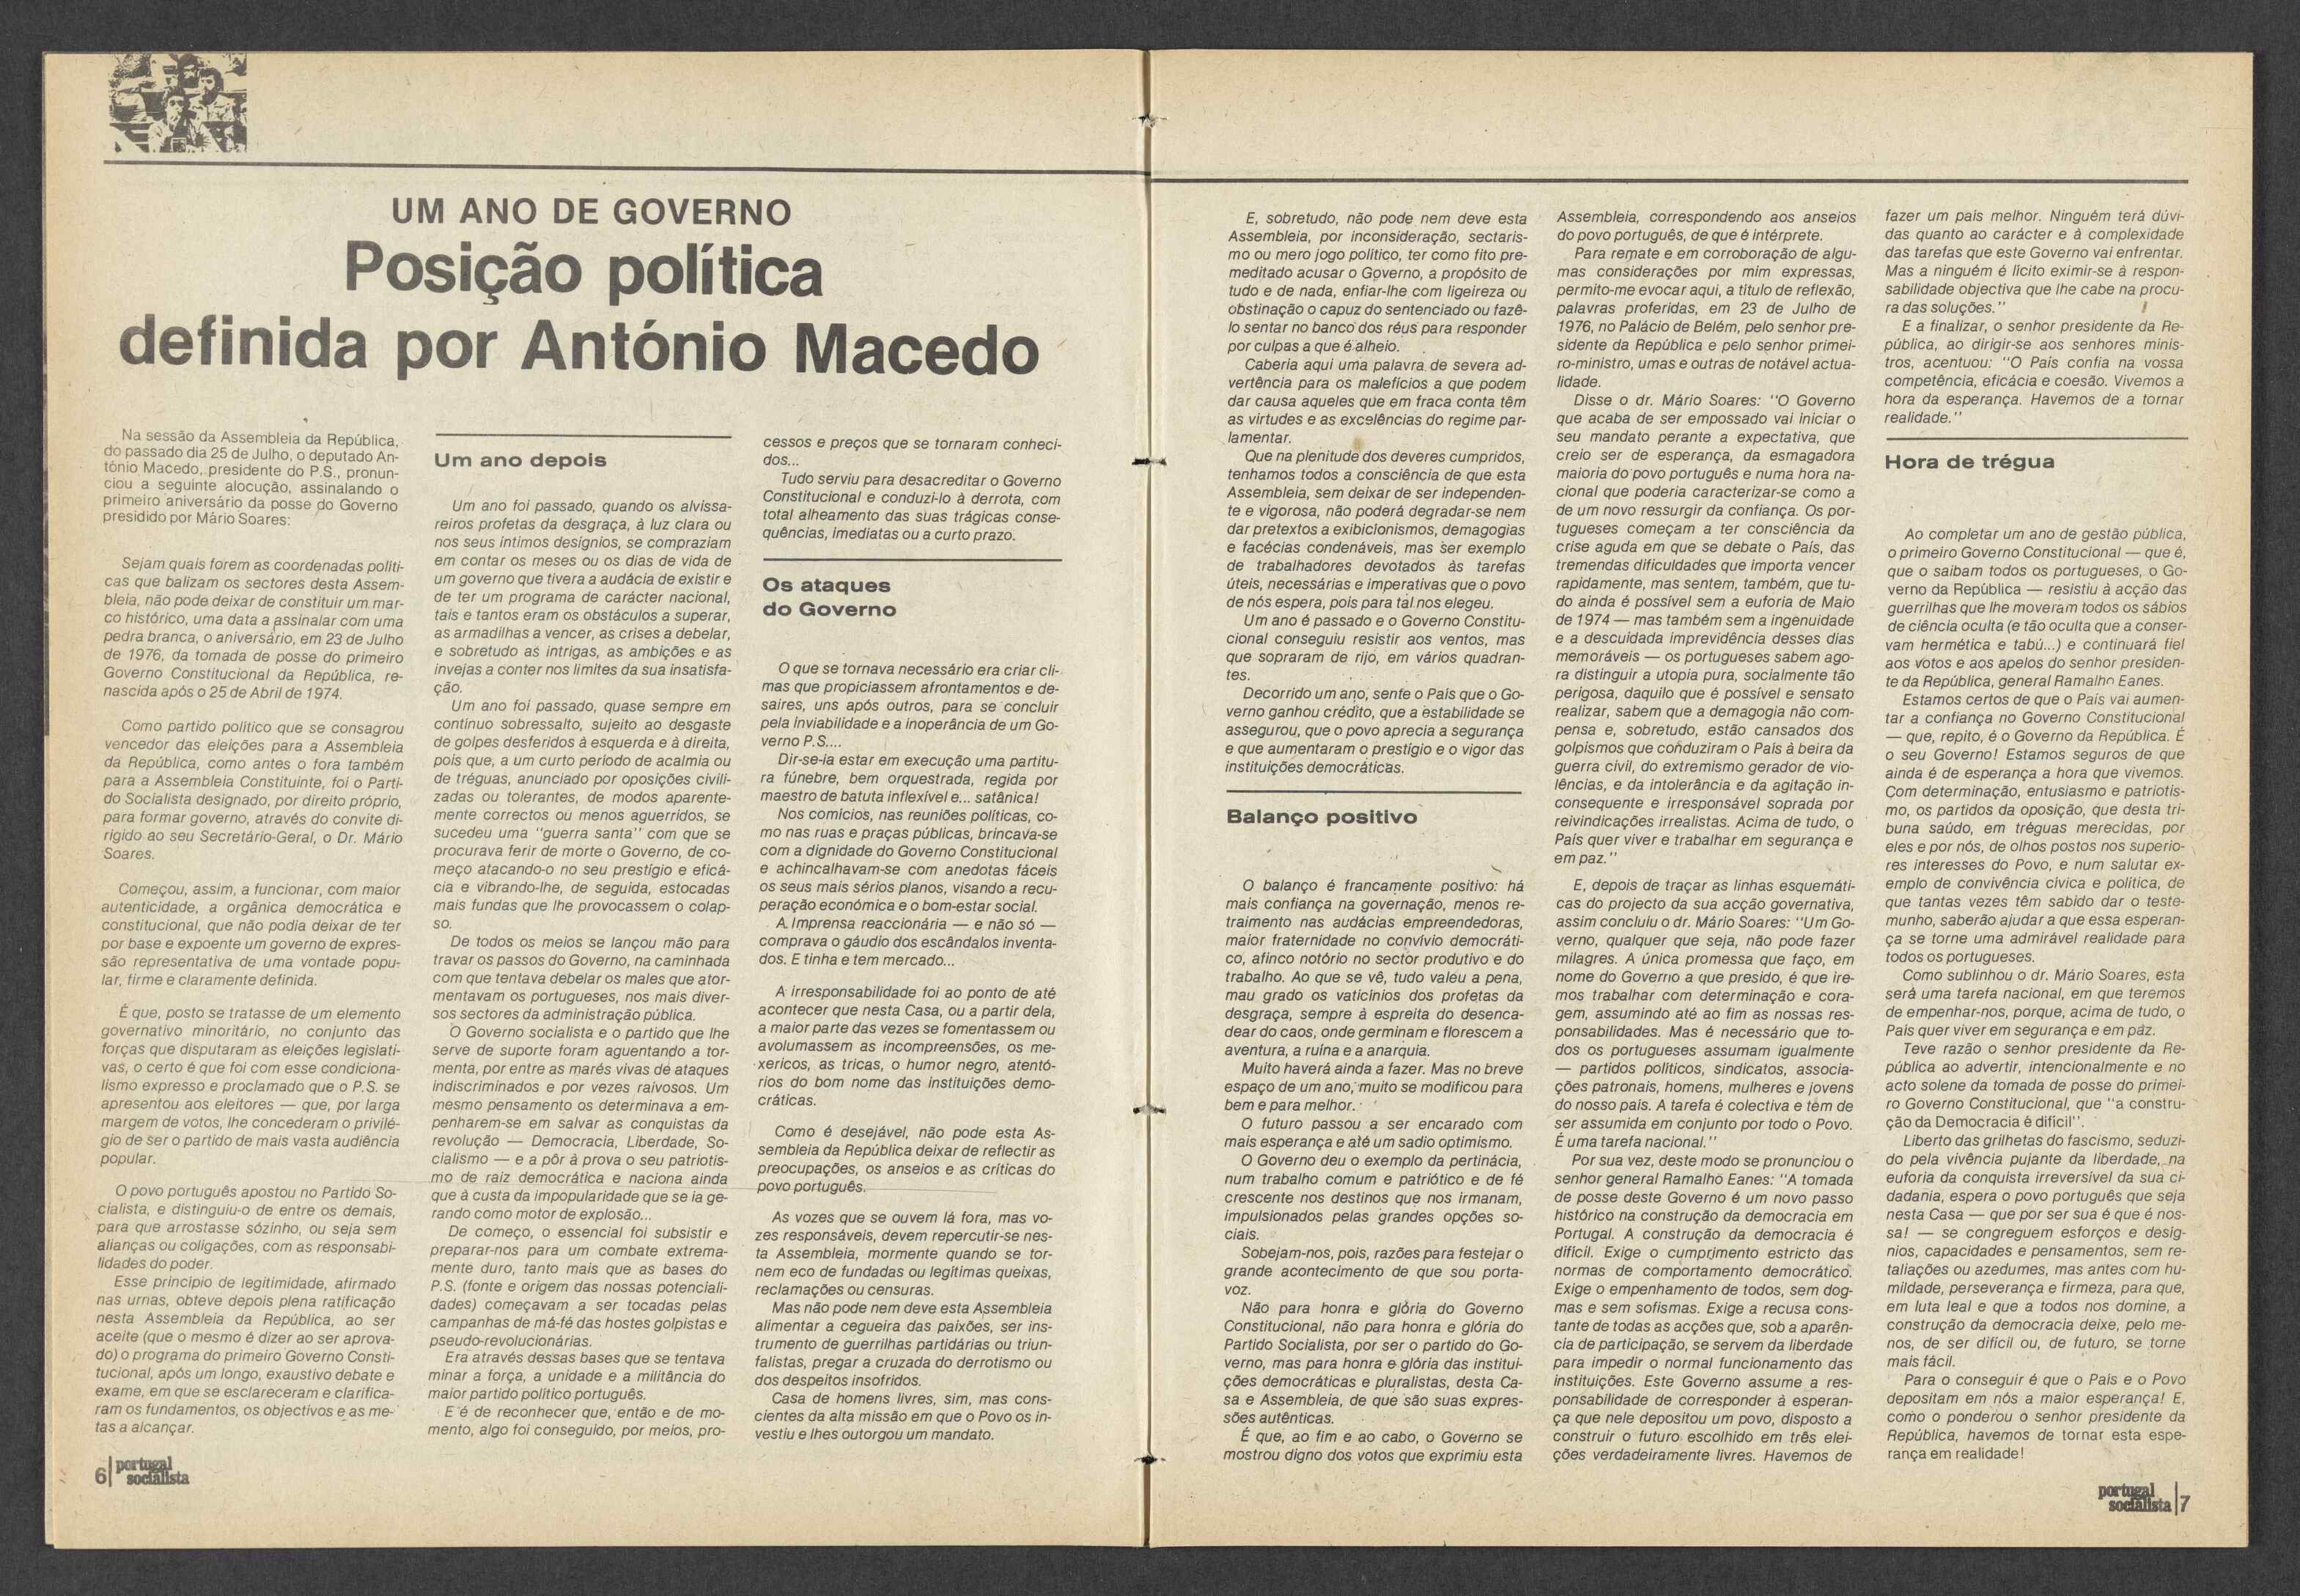 UM ANO DE GOVERNO
Posição política
definida por António Macedo
Na sessão da Assembleia da República,
do passado dia 25 de Julho, o deputado An-
tónio Macedo, presidente do P.S., pronun-
ciou a seguinte alocução, assinalando o
primeiro aniversário da posse do Governo
presidido por Mário Soares:
Sejam quais forem as coordenadas políti-
cas que balizam os sectores desta Assem-
bleia, não pode deixar de constituir um mar-
co histórico, uma data a assinalar com uma
pedra branca, o aniversário, em 23 de Julho
de 1976, da tomada de posse do primeiro
Governo Constitucional da República, re-
nascida após o 25 de Abril de 1974.
Como partido político que se consagrou
vencedor das eleições para a Assembleia
da República, como antes o fora também
para a Assembleia Constituinte, foi o Parti-
do Socialista designado, por direito próprio,
para formar governo, através do convite di-
rigido ao seu Secretário-Geral, o Dr. Mário
Soares.
Começou, assim, a funcionar, com maior
autenticidade, a orgânica democrática e
constitucional, que não podia deixar de ter
por base e expoente um governo de expres-
são representativa de uma vontade popu-
lar, firme e claramente definida.
É que, posto se tratasse de um elemento
governativo minoritário, no conjunto das
forças que disputaram as eleições legislati-
vas, o certo é que foi com esse condiciona-
lismo expresso e proclamado que o P.S. se
apresentou aos eleitores — que, por larga
margem de votos, lhe concederam o privilé-
gio de ser o partido de mais vasta audiência
popular.
O povo português apostou no Partido So-
cialista, e distinguiu-o de entre os demais,
para que arrostasse sózinho, ou seja sem
alianças ou coligações, com as responsabi-
lidades do poder.
Esse princípio de legitimidade, afirmado
nas urnas, obteve depois plena ratificação
nesta Assembleia da República, ao ser
aceite (que o mesmo é dizer ao ser aprova-
do) o programa do primeiro Governo Consti-
tucional, após um longo, exaustivo debate e
exame, em que se esclareceram e clarifica-
ram os fundamentos, os objectivos e as me-
tas a alcançar.
Um ano depois
Um ano foi passado, quando os alvissa-
reiros profetas da desgraça, à luz clara ou
nos seus íntimos desígnios, se compraziam
em contar os meses ou os dias de vida de
um governo que tivera a audácia de existir e
de ter um programa de carácter nacional,
tais e tantos eram os obstáculos a superar,
as armadilhas a vencer, as crises a debelar,
e sobretudo as intrigas, as ambições e as
invejas a conter nos limites da sua insatisfa-
ção.
Um ano foi passado, quase sempre em
contínuo sobressalto, sujeito ao desgaste
de golpes desferidos à esquerda e à direita,
pois que, a um curto período de acalmia ou
de tréguas, anunciado por oposições civili-
zadas ou tolerantes, de modos aparente-
mente correctos ou menos aguerridos, se
sucedeu uma "guerra santa" com que se
procurava ferir de morte o Governo, de co-
meço atacando-o no seu prestígio e eficá-
cia e vibrando-lhe, de seguida, estocadas
mais fundas que lhe provocassem o colap-
so.
De todos os meios se lançou mão para
travar os passos do Governo, na caminhada
com que tentava debelar os males que ator-
mentavam os portugueses, nos mais diver-
sos sectores da administração pública.
O Governo socialista e o partido que lhe
serve de suporte foram aguentando a tor-
menta, por entre as marés vivas de ataques
indiscriminados e por vezes raivosos. Um
mesmo pensamento os determinava a em-
penharem-se em salvar as conquistas da
revolução — Democracia, Liberdade, So-
cialismo — e a pôr à prova o seu patriotis-
mo de raiz democrática e naciona ainda
que à custa da impopularidade que se ia ge-
rando como motor de explosão...
De começo, o essencial foi subsistir e
preparar-nos para um combate extrema-
mente duro, tanto mais que as bases do
P.S. (fonte e origem das nossas potenciali-
dades) começavam a ser tocadas pelas
campanhas de má-fé das hostes golpistas e
pseudo-revolucionárias.
Era através dessas bases que se tentava
minar a força, a unidade e a militância do
maior partido político português.
E é de reconhecer que, então e de mo-
mento, algo foi conseguido, por meios, pro-
cessos e preços que se tornaram conheci-
dos...
Tudo serviu para desacreditar o Governo
Constitucional e conduzi-lo à derrota, com
total alheamento das suas trágicas conse-
quências, imediatas ou a curto prazo.
Os ataques
do Governo
O que se tornava necessário era criar cli-
mas que propiciassem afrontamentos e de-
saires, uns após outros, para se concluir
pela inviabilidade e a inoperância de um Go-
verno P.S....
Dir-se-ia estar em execução uma partitu-
ra fúnebre, bem orquestrada, regida por
maestro de batuta inflexível e... satânica!
Nos comícios, nas reuniões políticas, co-
mo nas ruas e praças públicas, brincava-se
com a dignidade do Governo Constitucional
e achincalhavam-se com anedotas fáceis
os seus mais sérios planos, visando a recu-
peração económica e o bom-estar social.
A Imprensa reaccionária — e não só —
comprava o gáudio dos escândalos inventa-
dos. E tinha e tem mercado...
A irresponsabilidade foi ao ponto de até
acontecer que nesta Casa, ou a partir dela,
a maior parte das vezes se fomentassem ou
avolumassem as incompreensões, os me-
xericos, as tricas, o humor negro, atentó-
rios do bom nome das instituições demo-
cráticas.
Como é desejável, não pode esta As-
sembleia da República deixar de reflectir as
preocupações, os anseios e as críticas do
povo português.
As vozes que se ouvem lá fora, mas vo-
zes responsáveis, devem repercutir-se nes-
ta Assembleia, mormente quando se tor-
nem eco de fundadas ou legítimas queixas,
reclamações ou censuras.
Mas não pode nem deve esta Assembleia
alimentar a cegueira das paixões, ser ins-
trumento de guerrilhas partidárias ou triun-
falistas, pregar a cruzada do derrotismo ou
dos despeitos insofridos.
Casa de homens livres, sim, mas cons-
cientes da alta missão em que o Povo os in-
vestiu e lhes outorgou um mandato.
6 portugal
socialista
E, sobretudo, não pode nem deve esta
Assembleia, por inconsideração, sectaris-
mo ou mero jogo político, ter como fito pre-
meditado acusar o Governo, a propósito de
tudo e de nada, enfiar-lhe com ligeireza ou
obstinação o capuz do sentenciado ou fazê-
lo sentar no banco dos réus para responder
por culpas a que é alheio.
Caberia aqui uma palavra de severa ad-
vertência para os malefícios a que podem
dar causa aqueles que em fraca conta têm
as virtudes e as excelências do regime par-
lamentar.
Que na plenitude dos deveres cumpridos,
tenhamos todos a consciência de que esta
Assembleia, sem deixar de ser independen-
te e vigorosa, não poderá degradar-se nem
dar pretextos a exibicionismos, demagogias
e facécias condenáveis, mas ser exemplo
de trabalhadores devotados às tarefas
úteis, necessárias e imperativas que o povo
de nós espera, pois para tal nos elegeu.
Um ano é passado e o Governo Constitu-
cional conseguiu resistir aos ventos, mas
que sopraram de rijo, em vários quadran-
tes.
Decorrido um ano, sente o País que o Go-
verno ganhou crédito, que a estabilidade se
assegurou, que o povo aprecia a segurança
e que aumentaram o prestígio e o vigor das
instituições democráticas.
Balanço positivo
O balanço é francamente positivo: há
mais confiança na governação, menos re-
traimento nas audácias empreendedoras,
maior fraternidade no convívio democráti-
co, afinco notório no sector produtivo e do
trabalho. Ao que se vê, tudo valeu a pena,
mau grado os vaticínios dos profetas da
desgraça, sempre à espreita do desenca-
dear do caos, onde germinam e florescem a
aventura, a ruína e a anarquia.
Muito haverá ainda a fazer. Mas no breve
espaço de um ano, muito se modificou para
bem e para melhor.
O futuro passou a ser encarado com
mais esperança e até um sadio optimismo.
O Governo deu o exemplo da pertinácia,
num trabalho comum e patriótico e de fé
crescente nos destinos que nos irmanam,
impulsionados pelas grandes opções so-
ciais.
Sobejam-nos, pois, razões para festejar o
grande acontecimento de que sou porta-
voz.
Não para honra e glória do Governo
Constitucional, não para honra e glória do
Partido Socialista, por ser o partido do Go-
verno, mas para honra e glória das institui-
ções democráticas e pluralistas, desta Ca-
sa e Assembleia, de que são suas expres-
sões autênticas.
É que, ao fim e ao cabo, o Governo se
mostrou digno dos votos que exprimiu esta
Assembleia, correspondendo aos anseios
do povo português, de que é intérprete.
Para remate e em corroboração de algu-
mas considerações por mim expressas,
permito-me evocar aqui, a título de reflexão,
palavras proferidas, em 23 de Julho de
1976, no Palácio de Belém, pelo senhor pre-
sidente da República e pelo senhor primei-
ro-ministro, umas e outras de notável actua-
lidade.
Disse o dr. Mário Soares: "O Governo
que acaba de ser empossado vai iniciar o
seu mandato perante a expectativa, que
creio ser de esperança, da esmagadora
maioria do povo português e numa hora na-
cional que poderia caracterizar-se como a
de um novo ressurgir da confiança. Os por-
tugueses começam a ter consciência da
crise aguda em que se debate o País, das
tremendas dificuldades que importa vencer
rapidamente, mas sentem, também, que tu-
do ainda é possível sem a euforia de Maio
de 1974 — mas também sem a ingenuidade
e a descuidada imprevidência desses dias
memoráveis — os portugueses sabem ago-
ra distinguir a utopia pura, socialmente tão
perigosa, daquilo que é possível e sensato
realizar, sabem que a demagogia não com-
pensa e, sobretudo, estão cansados dos
golpismos que conduziram o País à beira da
guerra civil, do extremismo gerador de vio-
lências, e da intolerância e da agitação in-
consequente e irresponsável soprada por
reivindicações irrealistas. Acima de tudo, o
País quer viver e trabalhar em segurança e
em paz."
E, depois de traçar as linhas esquemáti-
cas do projecto da sua acção governativa,
assim concluiu o dr. Mário Soares: "Um Go-
verno, qualquer que seja, não pode fazer
milagres. A única promessa que faço, em
nome do Governo a que presido, é que ire-
mos trabalhar com determinação e cora-
gem, assumindo até ao fim as nossas res-
ponsabilidades. Mas é necessário que to-
dos os portugueses assumam igualmente
— partidos políticos, sindicatos, associa-
ções patronais, homens, mulheres e jovens
do nosso país. A tarefa é colectiva e tem de
ser assumida em conjunto por todo o Povo.
É uma tarefa nacional."
Por sua vez, deste modo se pronunciou o
senhor general Ramalho Eanes: "A tomada
de posse deste Governo é um novo passo
histórico na construção da democracia em
Portugal. A construção da democracia é
difícil. Exige o cumprimento estricto das
normas de comportamento democrático.
Exige o empenhamento de todos, sem dog-
mas e sem sofismas. Exige a recusa cons-
tante de todas as acções que, sob a aparên-
cia de participação, se servem da liberdade
para impedir o normal funcionamento das
instituições. Este Governo assume a res-
ponsabilidade de corresponder à esperan-
ça que nele depositou um povo, disposto a
construir o futuro escolhido em três elei-
ções verdadeiramente livres. Havemos de
fazer um país melhor. Ninguém terá dúvi-
das quanto ao carácter e à complexidade
das tarefas que este Governo vai enfrentar.
Mas a ninguém é lícito eximir-se à respon-
sabilidade objectiva que lhe cabe na procu-
ra das soluções."
E a finalizar, o senhor presidente da Re-
pública, ao dirigir-se aos senhores minis-
tros, acentuou: "O País confia na vossa
competência, eficácia e coesão. Vivemos a
hora da esperança. Havemos de a tornar
realidade."
Hora de trégua
Ao completar um ano de gestão pública,
o primeiro Governo Constitucional — que é,
que o saibam todos os portugueses, o Go-
verno da República — resistiu à acção das
guerrilhas que lhe moveram todos os sábios
de ciência oculta (e tão oculta que a conser-
vam hermética e tabú...) e continuará fiel
aos votos e aos apelos do senhor presiden-
te da República, general Ramalho Eanes.
Estamos certos de que o País vai aumen-
tar a confiança no Governo Constitucional
— que, repito, é o Governo da República. É
o seu Governo! Estamos seguros de que
ainda é de esperança a hora que vivemos.
Com determinação, entusiasmo e patriotis-
mo, os partidos da oposição, que desta tri-
buna saúdo, em tréguas merecidas, por
eles e por nós, de olhos postos nos superio-
res interesses do Povo, e num salutar ex-
emplo de convivência cívica e política, de
que tantas vezes têm sabido dar o teste-
munho, saberão ajudar a que essa esperan-
ça se torne uma admirável realidade para
todos os portugueses.
Como sublinhou o dr. Mário Soares, esta
será uma tarefa nacional, em que teremos
de empenhar-nos, porque, acima de tudo, o
País quer viver em segurança e em paz.
Teve razão o senhor presidente da Re-
pública ao advertir, intencionalmente e no
acto solene da tomada de posse do primei-
ro Governo Constitucional, que "a constru-
ção da Democracia é difícil".
Liberto das grilhetas do fascismo, seduzi-
do pela vivência pujante da liberdade, na
euforia da conquista irreversível da sua ci-
dadania, espera o povo português que seja
nesta Casa — que por ser sua é que é nos-
sa! — se congreguem esforços e desíg-
nios, capacidades e pensamentos, sem re-
taliações ou azedumes, mas antes com hu-
mildade, perseverança e firmeza, para que,
em luta leal e que a todos nos domine, a
construção da democracia deixe, pelo me-
nos, de ser difícil ou, de futuro, se torne
mais fácil.
Para o conseguir é que o País e o Povo
depositam em nós a maior esperança! E,
como o ponderou o senhor presidente da
República, havemos de tornar esta espe-
rança em realidade!
portugal
socialista 7